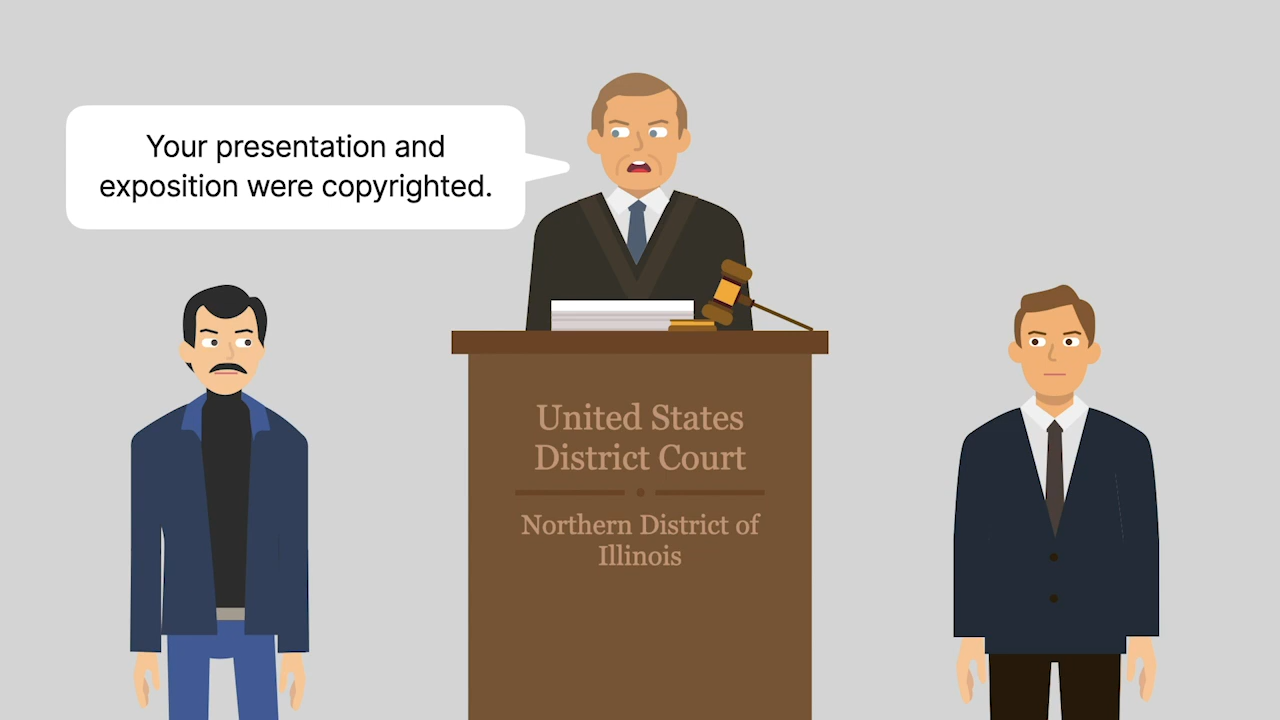 Your presentation and
exposition were copyrighted.
United States
District Court
Northern District of
Illinois